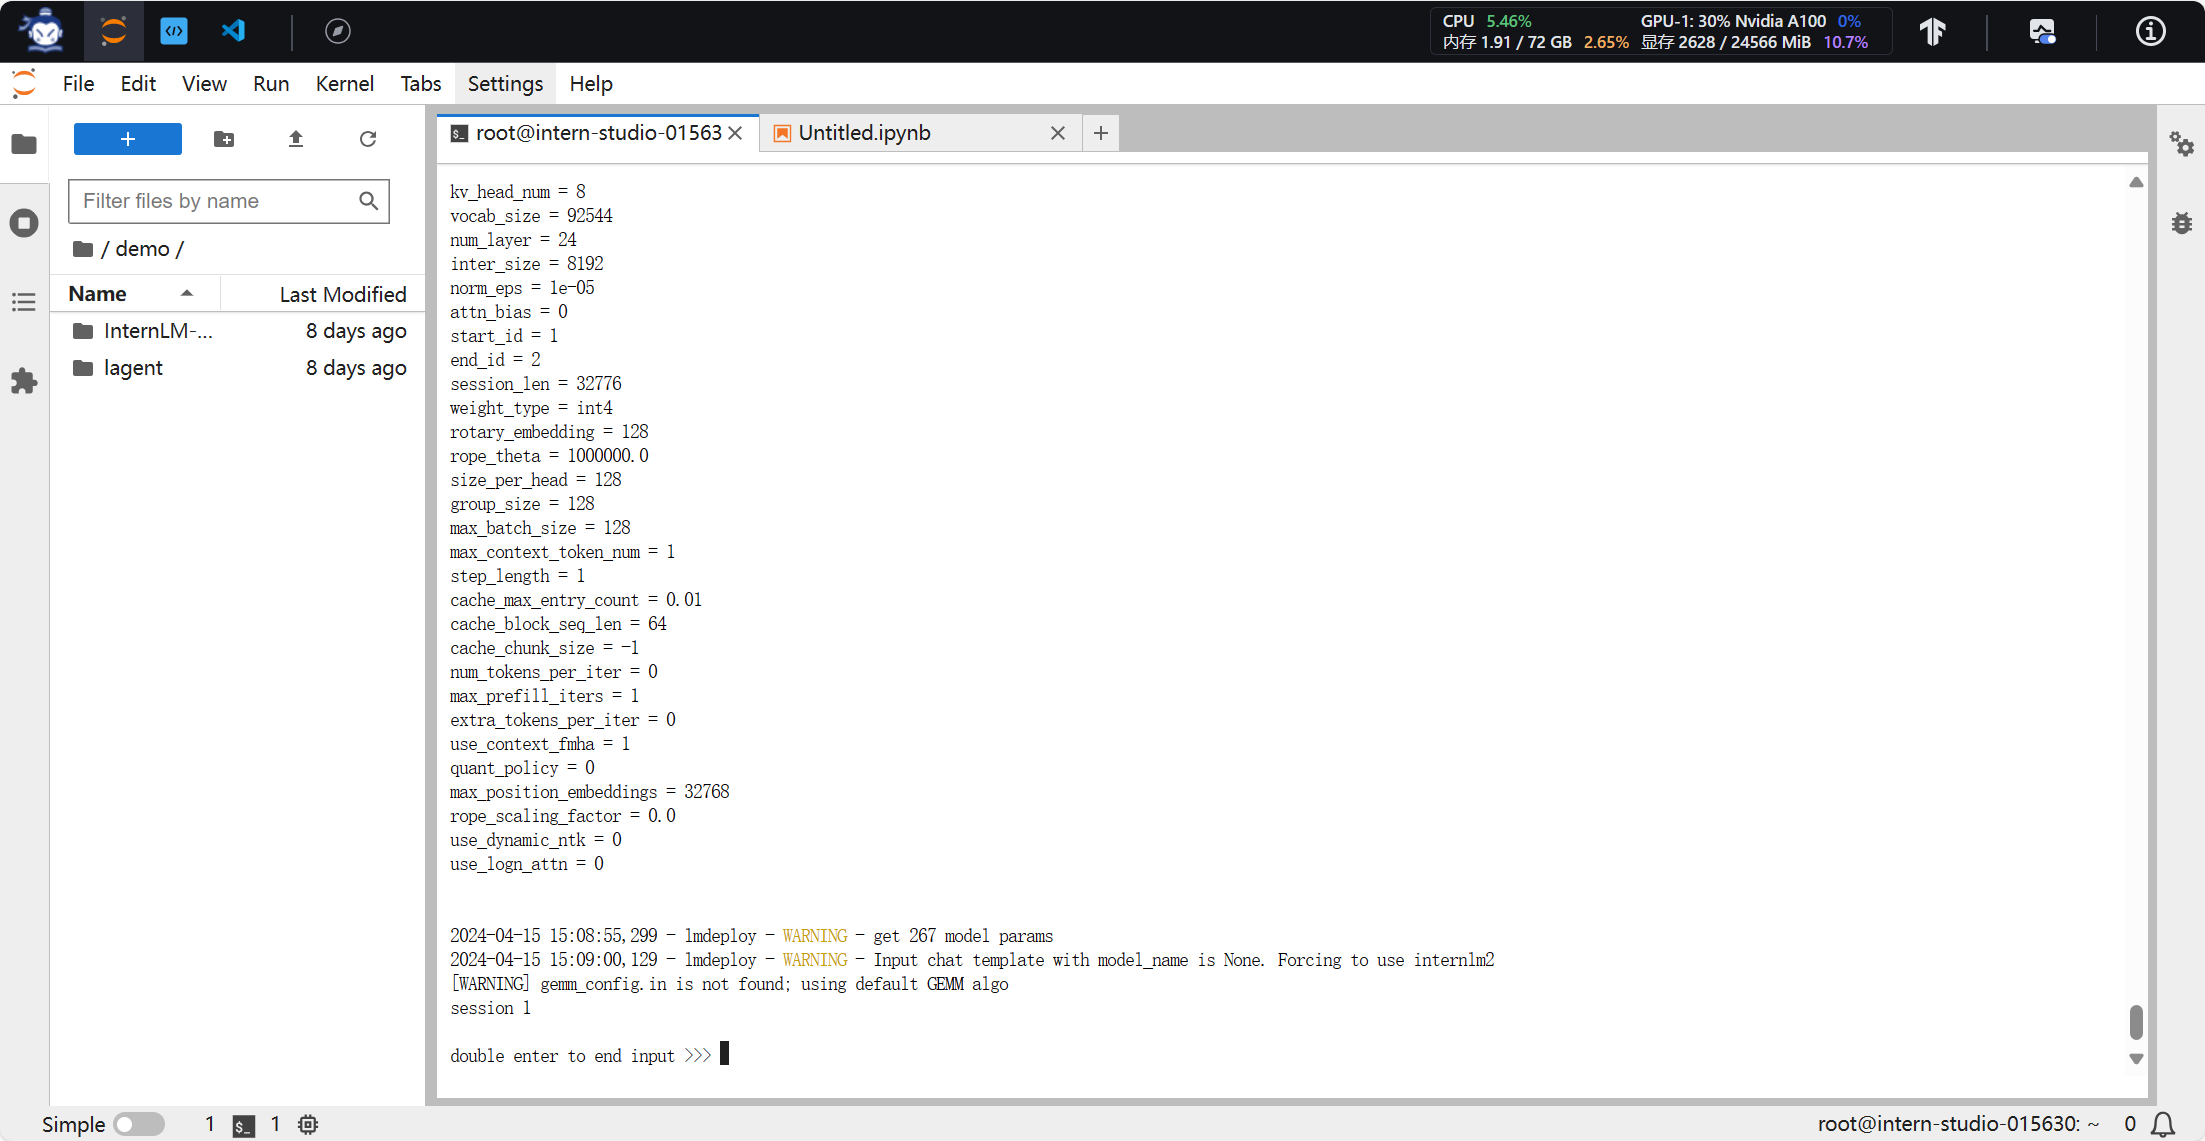 CPU 5.46%
GPU-1: 30% Nvidia A100 0%
内存 1.91 / 72 GB 2.65%
显存 2628 / 24566 MiB 10.7%
File Edit View Run Kernel Tabs Settings Help
root@intern-studio-01563
Untitled.ipynb
Filter files by name
/ demo /
Name
Last Modified
InternLM-...
8 days ago
lagent
8 days ago
kv_head_num = 8
vocab_size = 92544
num_layer = 24
inter_size = 8192
norm_eps = 1e-05
attn_bias = 0
start_id = 1
end_id = 2
session_len = 32776
weight_type = int4
rotary_embedding = 128
rope_theta = 1000000.0
size_per_head = 128
group_size = 128
max_batch_size = 128
max_context_token_num = 1
step_length = 1
cache_max_entry_count = 0.01
cache_block_seq_len = 64
cache_chunk_size = -1
num_tokens_per_iter = 0
max_prefill_iters = 1
extra_tokens_per_iter = 0
use_context_fmha = 1
quant_policy = 0
max_position_embeddings = 32768
rope_scaling_factor = 0.0
use_dynamic_ntk = 0
use_logn_attn = 0
2024-04-15 15:08:55,299 - lmdeploy - WARNING - get 267 model params
2024-04-15 15:09:00,129 - lmdeploy - WARNING - Input chat template with model_name is None. Forcing to use internlm2
[WARNING] gemm_config.in is not found; using default GEMM algo
session 1
double enter to end input >>>
Simple
1
$_
1
root@intern-studio-015630: ~
0